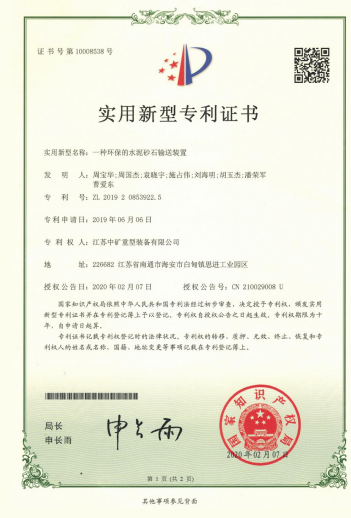 证书号第10008538号
实用新型专利证书
实用新型名称：一种环保的水泥砂石输送装置
发明人：周宝华;周国杰;袁晓宇;施占伟;刘海明;胡玉杰;潘荣军
曹爱东
专利号：ZL 2019 2 0853922.5
专利申请日：2019年06月06日
专利权人：江苏中矿重型装备有限公司
地址：226682 江苏省南通市海安市白甸镇思进工业园区
授权公告日：2020年02月07日 授权公告号：CN 210029008 U
国家知识产权局依照中华人民共和国专利法经过初步审查，决定授予专利权，颁发实用
新型专利证书并在专利登记簿上予以登记。专利权自授权公告之日起生效。专利权期限为十
年，自申请日起算。
专利证书记载专利权登记时的法律状况。专利权的转移、质押、无效、终止、恢复和专
利权人的姓名或名称、国籍、地址变更等事项记载在专利登记簿上。
局长
申长雨
申长雨
国家知识产权局
2020年02月07日
第 1 页 (共 2 页)
其他事项参见背面